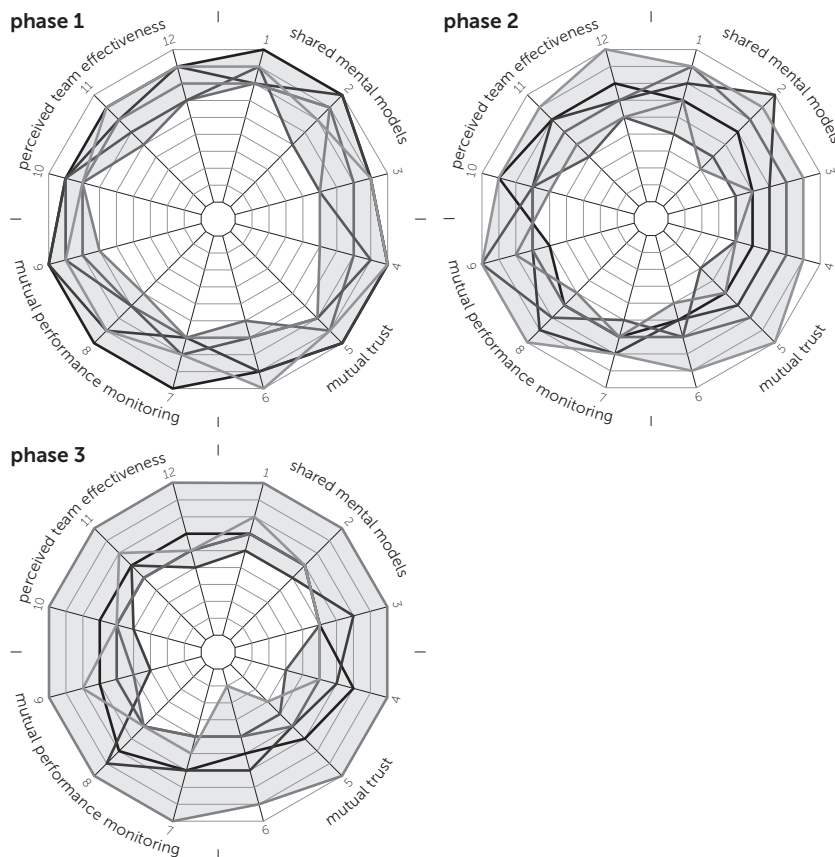 phase 1
perceived team effectiveness
shared mental models
mutual trust
mutual performance monitoring
1
2
3
4
5
6
7
8
9
10
11
12
phase 2
perceived team effectiveness
shared mental models
mutual trust
mutual performance monitoring
1
2
3
4
5
6
7
8
9
10
11
12
phase 3
perceived team effectiveness
shared mental models
mutual trust
mutual performance monitoring
1
2
3
4
5
6
7
8
9
10
11
12